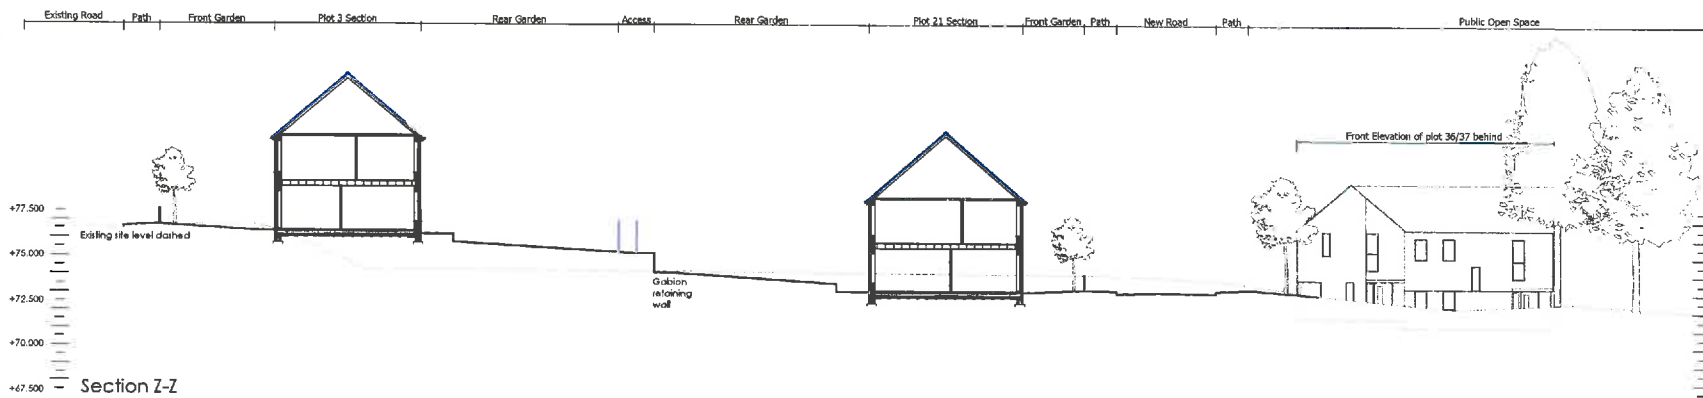 Existing Road Path Front Garden Plot 3 Section Rear Garden Access Rear Garden Plot 21 Section Front Garden Path New Road Path Public Open Space
Front Elevation of plot 36/37 behind
+77.500
Existing site level dashed
+75.000
Gabion
retaining
wall
+72.500
+70.000
+67.500
Section Z-Z